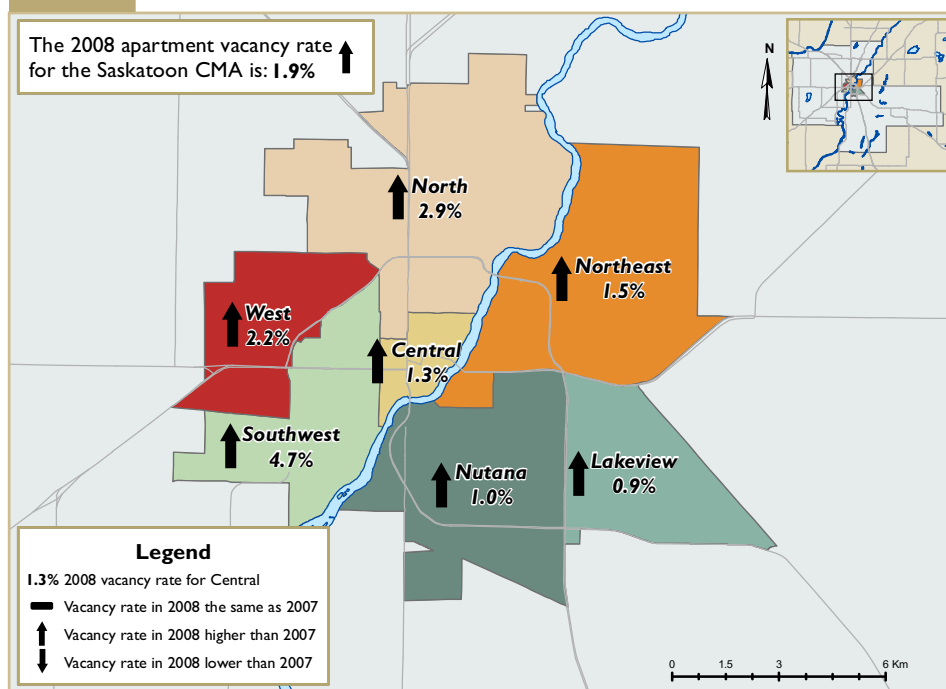 The 2008 apartment vacancy rate
for the Saskatoon CMA is: 1.9%
N
North
2.9%
Northeast
1.5%
West
2.2%
Central
1.3%
Southwest
4.7%
Nutana
1.0%
Lakeview
0.9%
Legend
1.3% 2008 vacancy rate for Central
Vacancy rate in 2008 the same as 2007
Vacancy rate in 2008 higher than 2007
Vacancy rate in 2008 lower than 2007
0 1.5 3 6 Km